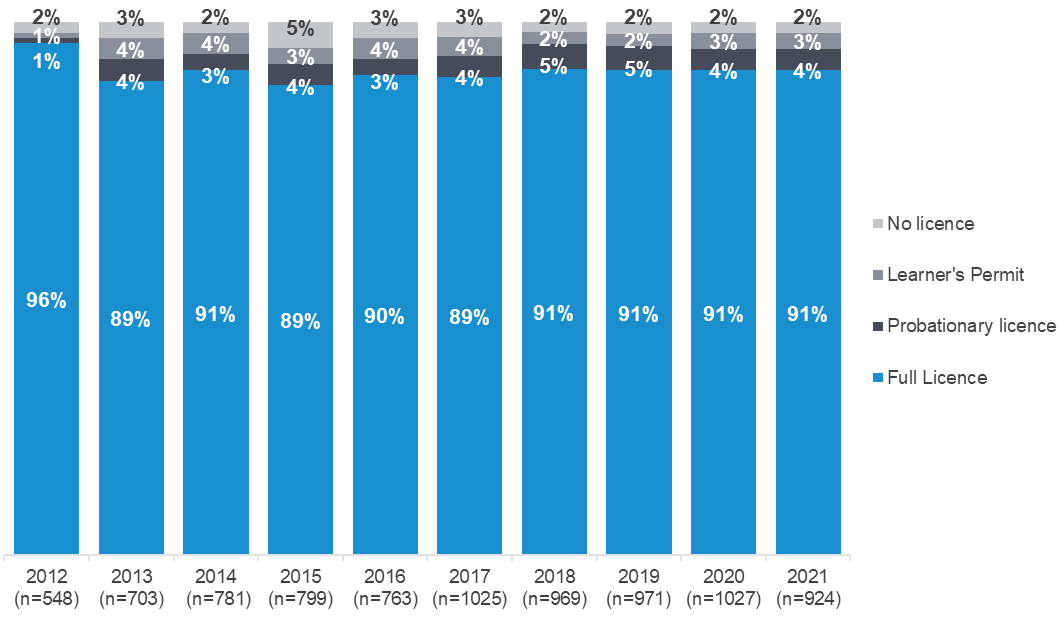 2% 3% 2% 5% 3% 3% 2% 2% 2% 2%
1% 4% 4% 3% 4% 4% 2% 2% 3% 3%
1% 4% 3% 4% 3% 4% 5% 5% 4% 4%
96% 89% 91% 89% 90% 89% 91% 91% 91% 91%
No licence
Learner's Permit
Probationary licence
Full Licence
2012 2013 2014 2015 2016 2017 2018 2019 2020 2021
(n=548) (n=703) (n=781) (n=799) (n=763) (n=1025) (n=969) (n=971) (n=1027) (n=924)